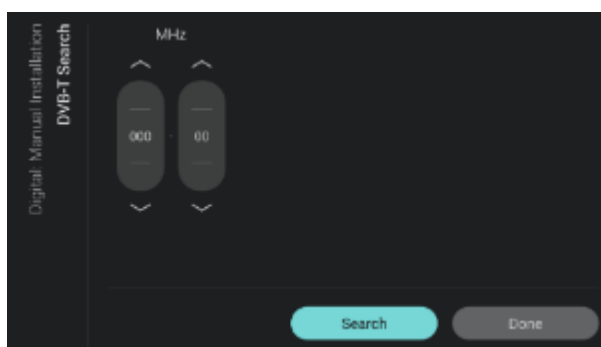 Digital: Manual Installation
DVB-T Search
MHz
000 . 00
Search
Done